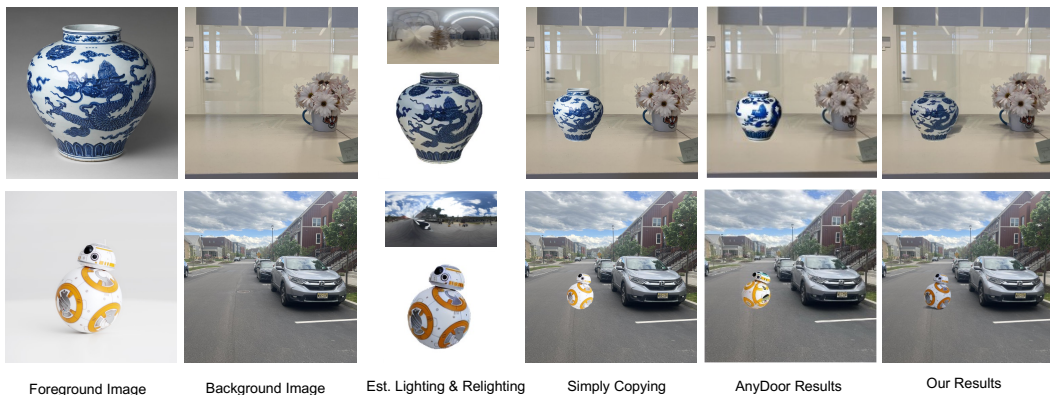 Foreground Image
Background Image
Est. Lighting & Relighting
Simply Copying
AnyDoor Results
Our Results